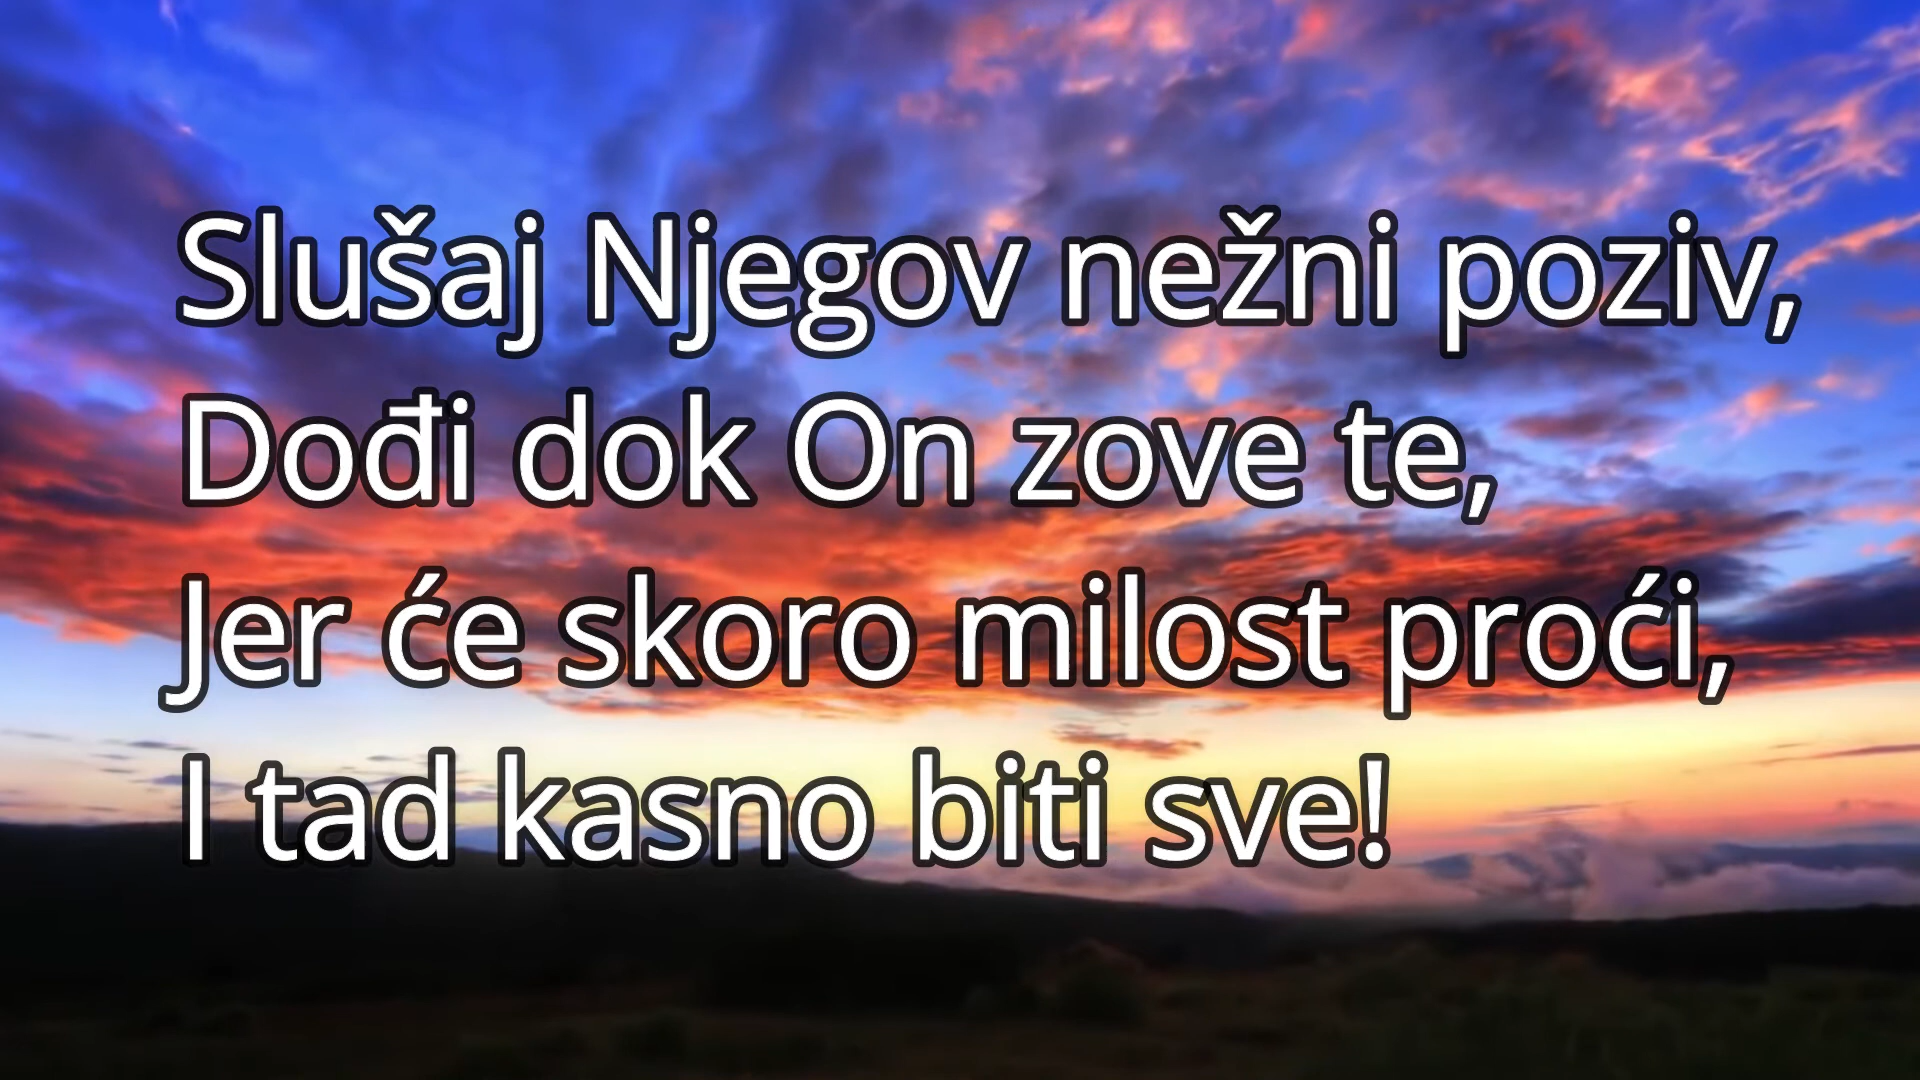 Slušaj Njegov nežni poziv,
Dođi dok On zove te,
Jer će skoro milost proći,
I tad kasno biti sve!